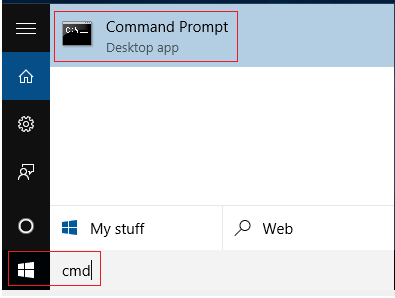 C:\._
Command Prompt
Desktop app
My stuff
Web
cmd